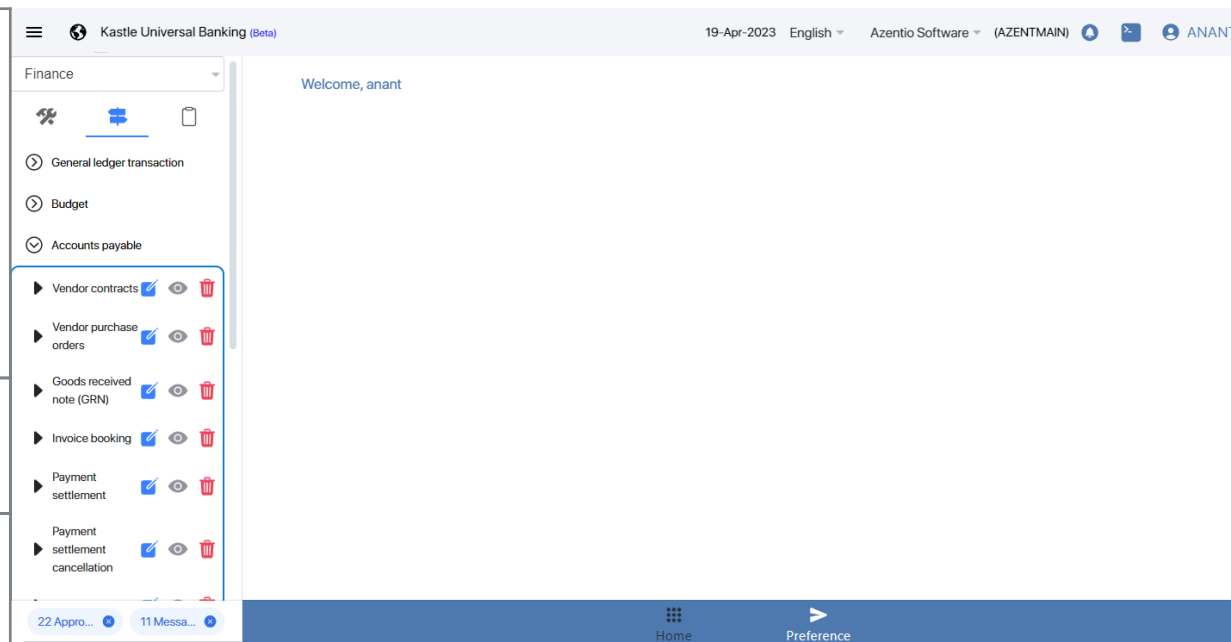 Kastle Universal Banking (Beta)
19-Apr-2023 English Azentio Software (AZENTMAIN) ANANT
Finance
Welcome, anant
General ledger transaction
Budget
Accounts payable
Vendor contracts
Vendor purchase
orders
Goods received
note (GRN)
Invoice booking
Payment
settlement
Payment
settlement
cancellation
22 Appro...
11 Messa...
Home
Preference